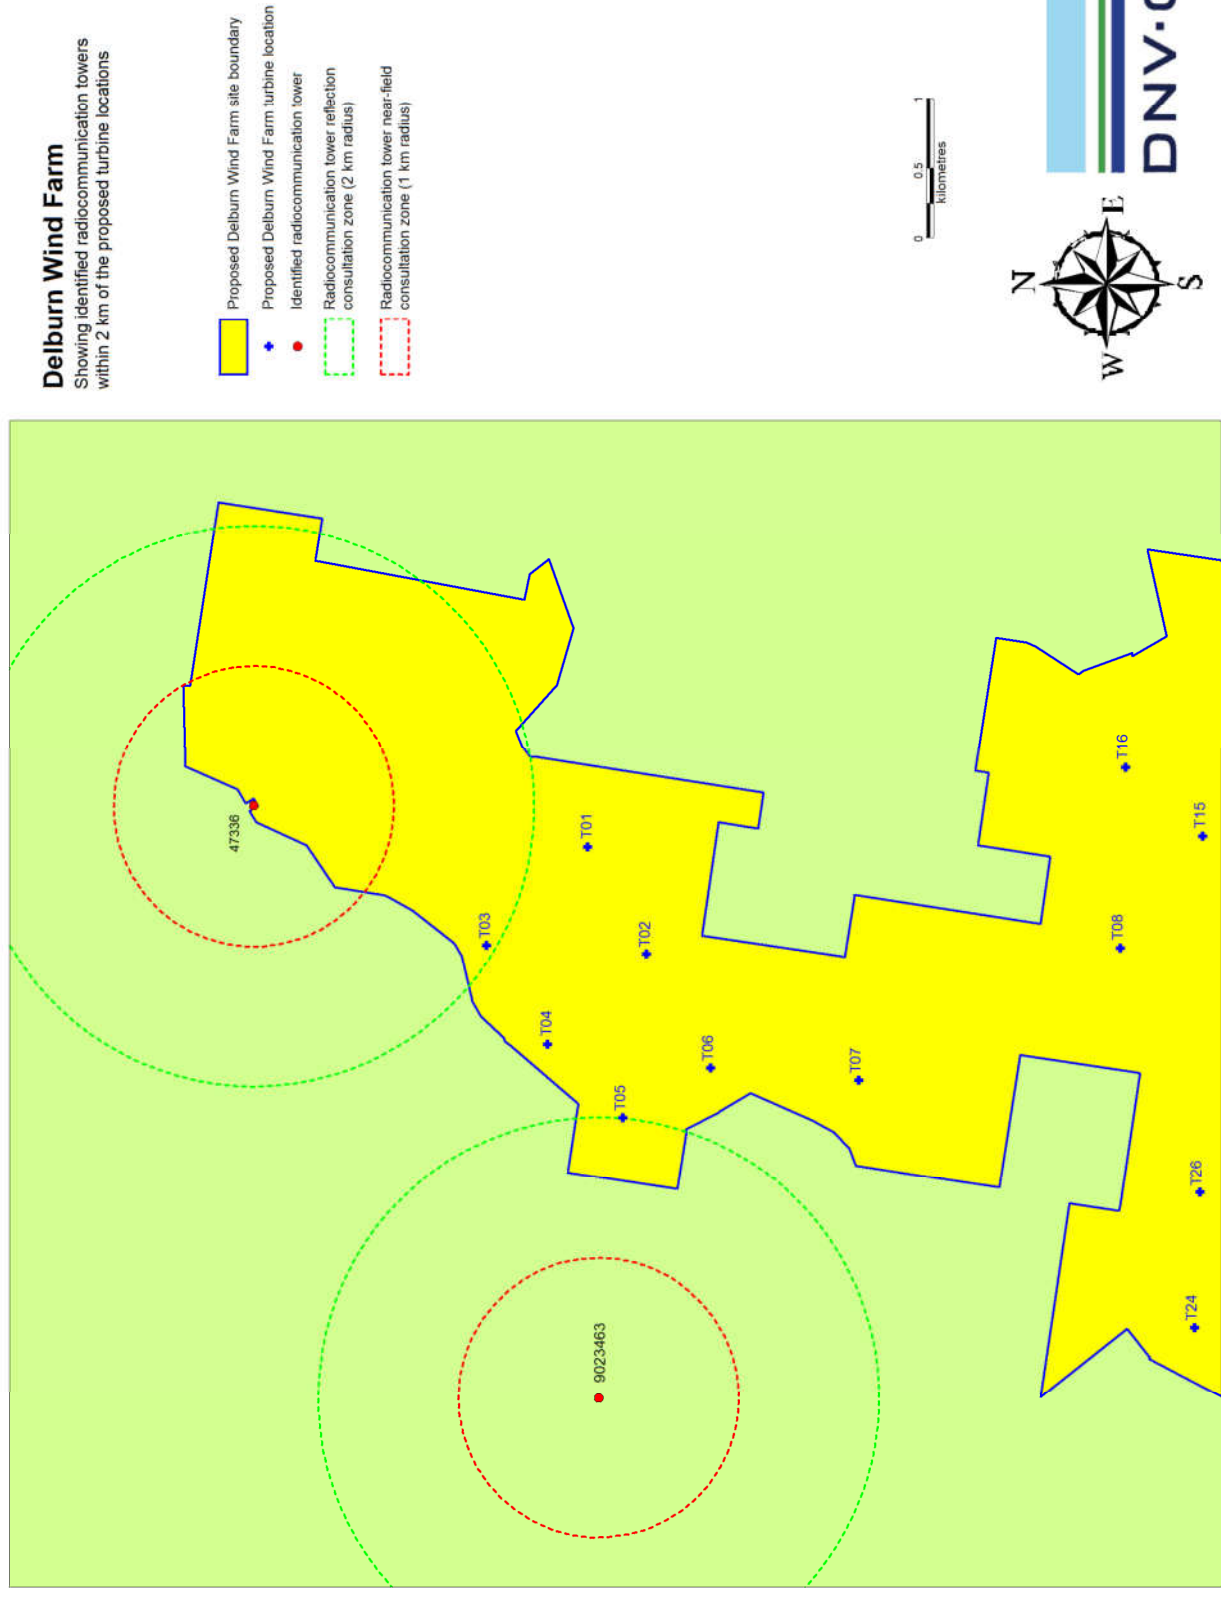 Delburn Wind Farm
Showing identified radiocommunication towers
within 2 km of the proposed turbine locations
Proposed Delburn Wind Farm site boundary
Proposed Delburn Wind Farm turbine location
Identified radiocommunication tower
Radiocommunication tower reflection
consultation zone (2 km radius)
Radiocommunication tower near-field
consultation zone (1 km radius)
0 0.5 1
kilometres
N
W E
S
DNV·
47336
9023463
T01
T02
T03
T04
T05
T06
T07
T08
T16
T15
T26
T24